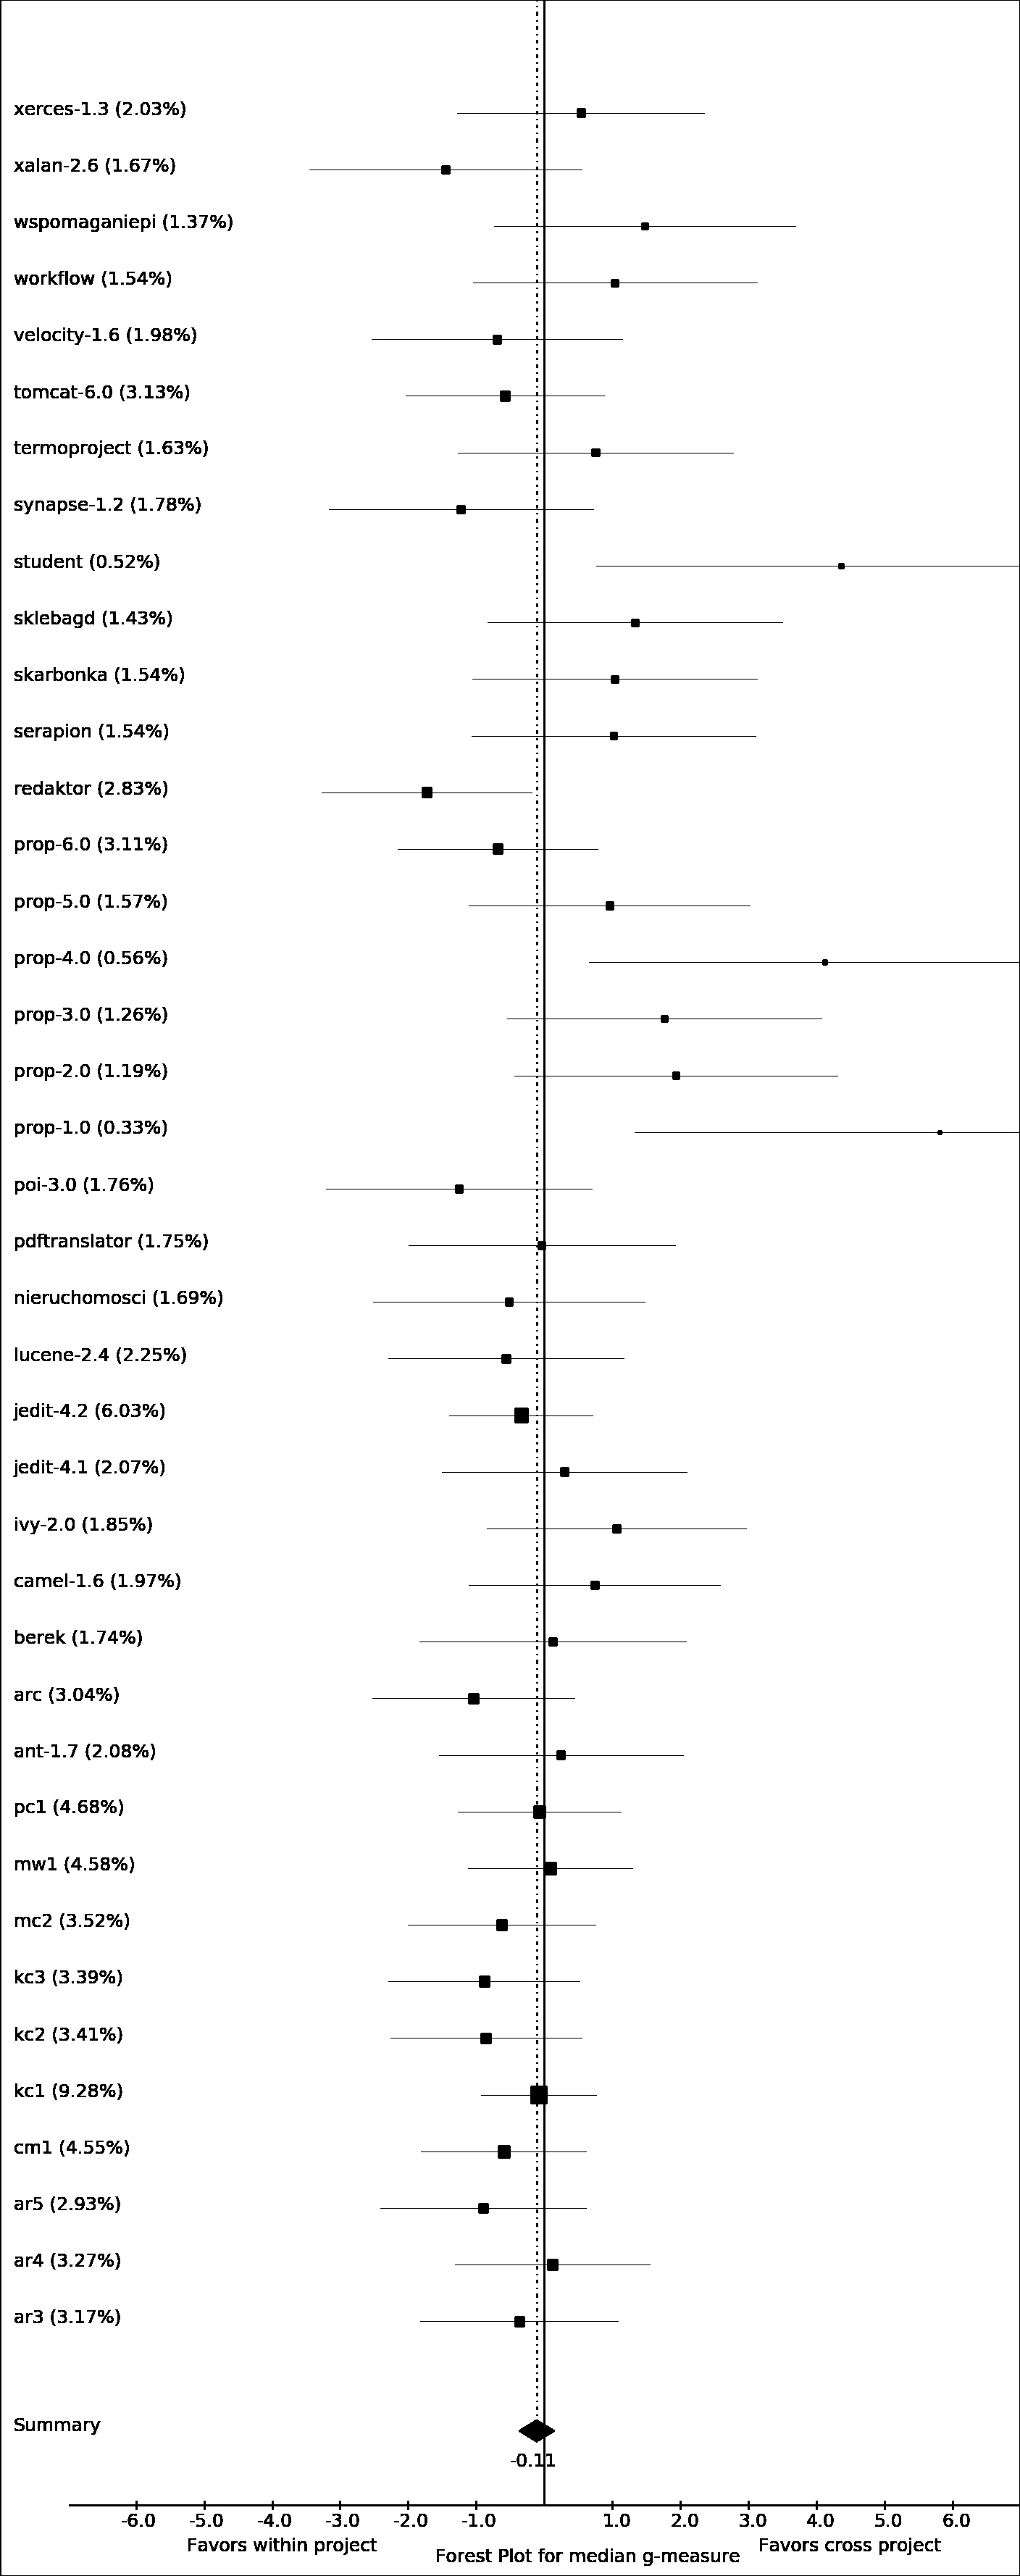 xerces-1.3 (2.03%)
xalan-2.6 (1.67%)
wspomaganiepi (1.37%)
workflow (1.54%)
velocity-1.6 (1.98%)
tomcat-6.0 (3.13%)
termoproject (1.63%)
synapse-1.2 (1.78%)
student (0.52%)
sklebagd (1.43%)
skarbonka (1.54%)
serapion (1.54%)
redaktor (2.83%)
prop-6.0 (3.11%)
prop-5.0 (1.57%)
prop-4.0 (0.56%)
prop-3.0 (1.26%)
prop-2.0 (1.19%)
prop-1.0 (0.33%)
poi-3.0 (1.76%)
pdftranslator (1.75%)
nieruchomosci (1.69%)
lucene-2.4 (2.25%)
jedit-4.2 (6.03%)
jedit-4.1 (2.07%)
ivy-2.0 (1.85%)
camel-1.6 (1.97%)
berek (1.74%)
arc (3.04%)
ant-1.7 (2.08%)
pc1 (4.68%)
mw1 (4.58%)
mc2 (3.52%)
kc3 (3.39%)
kc2 (3.41%)
kc1 (9.28%)
cm1 (4.55%)
ar5 (2.93%)
ar4 (3.27%)
ar3 (3.17%)
Summary
-0.11
-6.0 -5.0 -4.0 -3.0 -2.0 -1.0 1.0 2.0 3.0 4.0 5.0 6.0
Favors within project Favors cross project
Forest Plot for median g-measure